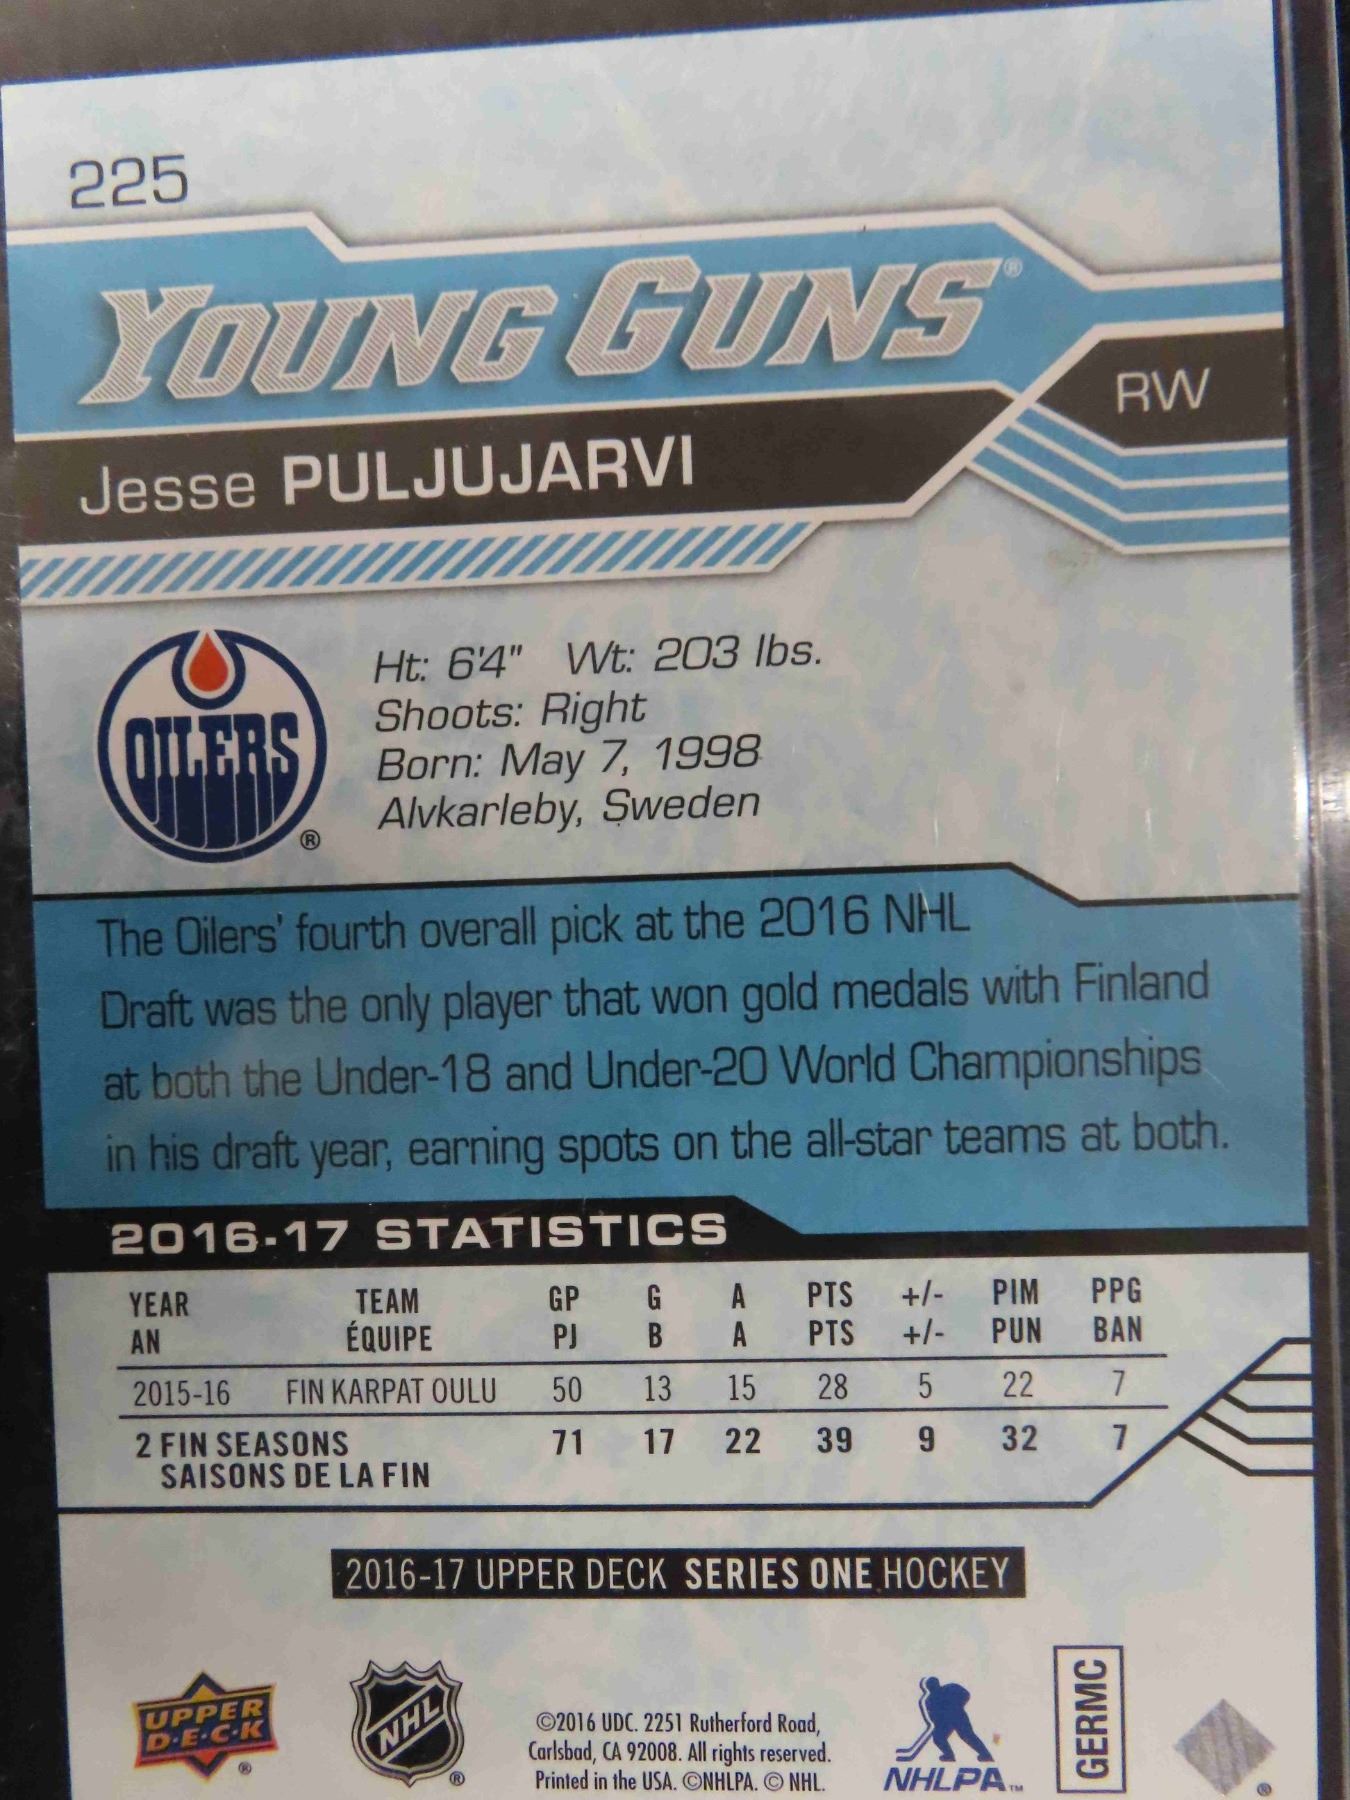 225
YOUNG GUNS®
RW
Jesse PULJUJARVI
OILERS
®
Ht: 6'4" Wt: 203 lbs.
Shoots: Right
Born: May 7, 1998
Alvkarleby, Sweden
The Oilers' fourth overall pick at the 2016 NHL
Draft was the only player that won gold medals with Finland
at both the Under-18 and Under-20 World Championships
in his draft year, earning spots on the all-star teams at both.
2016-17 STATISTICS
YEAR TEAM GP G A PTS +/- PIM PPG
AN ÉQUIPE PJ B A PTS +/- PUN BAN
2015-16 FIN KARPAT OULU 50 13 15 28 5 22 7
2 FIN SEASONS 71 17 22 39 9 32 7
SAISONS DE LA FIN
2016-17 UPPER DECK SERIES ONE HOCKEY
UPPER
D·E·C·K
®
NHL
®
©2016 UDC. 2251 Rutherford Road,
Carlsbad, CA 92008. All rights reserved.
Printed in the USA. ©NHLPA. © NHL.
NHLPA™
GERMC
®